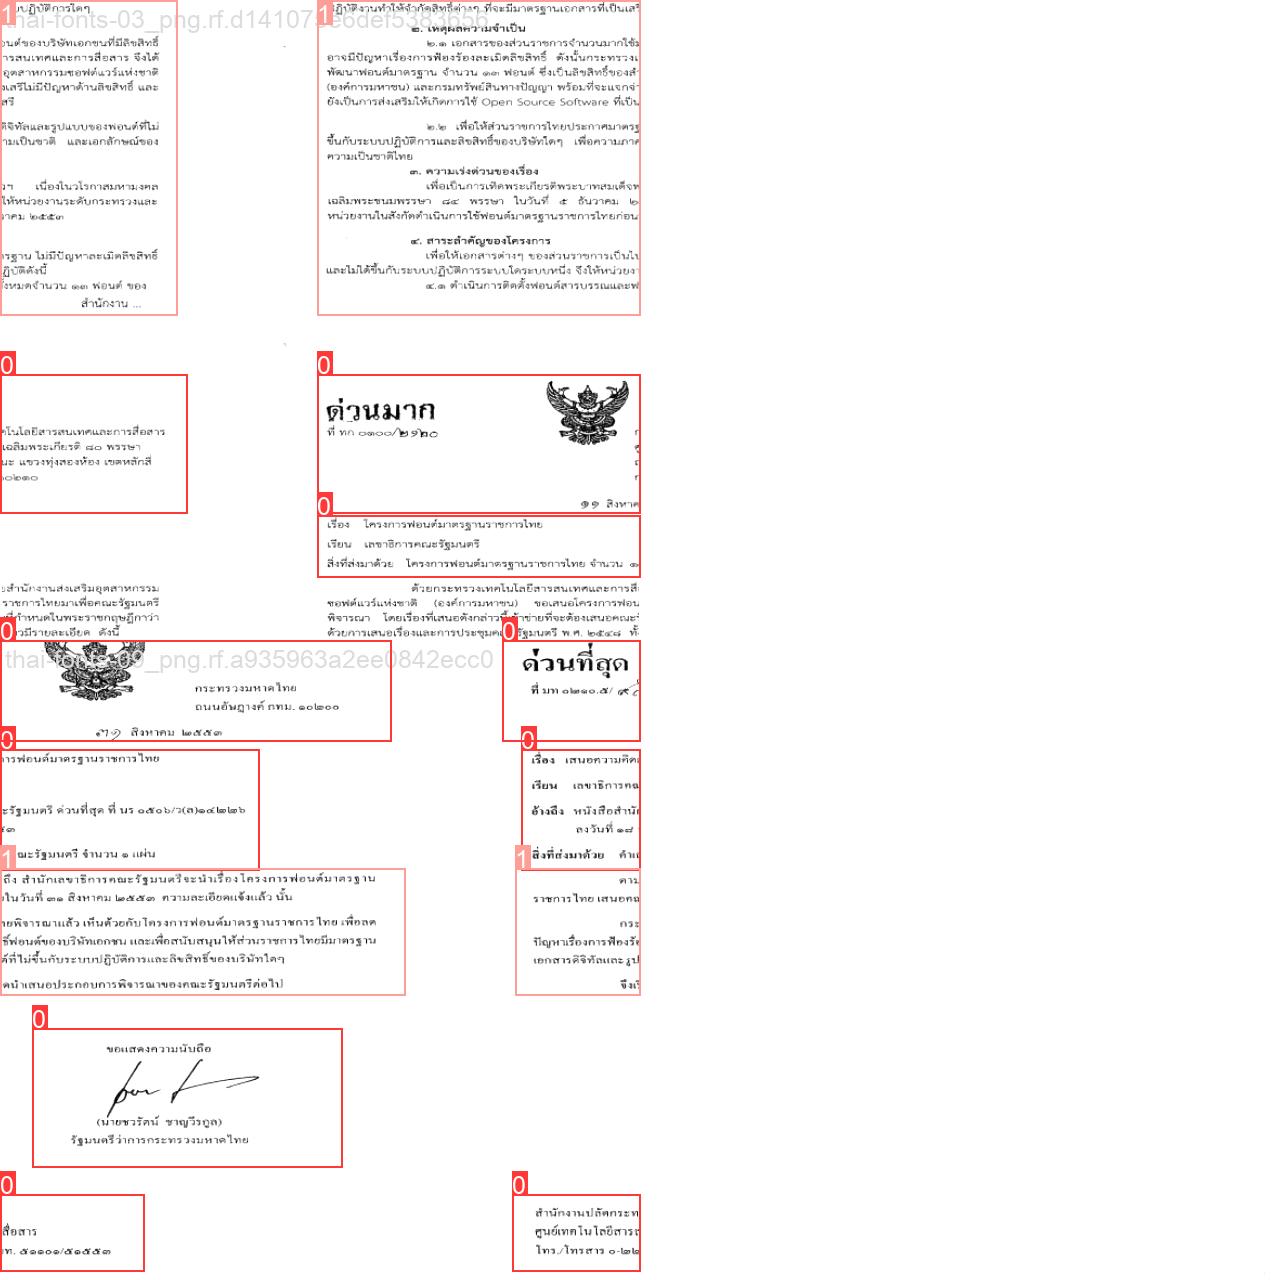 thai-fonts-03_png.rf.d14107
1
นต์ของบริษัทเอกชนที่มีลิขสิทธิ์
ารสนเทศและการสื่อสาร จึงได้
อุตสาหกรรมซอฟต์แวร์แห่งชาติ
งเสรีไม่มีปัญหาด้านลิขสิทธิ์ และ
สรี
ดิจิทัลและรูปแบบของฟอนต์ที่ไม่
ามเป็นชาติ และเอกลักษณ์ของ
วฯ เนื่องในวโรกาสมหามงคล
ให้หน่วยงานระดับกระทรวงและ
วาคม ๒๕๕๓
ารฐาน ไม่มีปัญหาละเมิดลิขสิทธิ์
ฏิบัติดังนี้
ั้งหมดจำนวน ๑๓ ฟอนต์ ของ
สำนักงาน ...
1
ฏิบัติงานทำให้จำกัดสิทธิ์ต่างๆ ที่จะมีมาตรฐานเอกสารที่เป็นเสรี
๒. เหตุผลความจำเป็น
๒.๑ เอกสารของส่วนราชการจำนวนมากใช้ฟ
อาจมีปัญหาเรื่องการฟ้องร้องละเมิดลิขสิทธิ์ ดังนั้นกระทรวงเ
พัฒนาฟอนต์มาตรฐาน จำนวน ๑๓ ฟอนต์ ซึ่งเป็นลิขสิทธิ์ของสำ
(องค์การมหาชน) และกรมทรัพย์สินทางปัญญา พร้อมที่จะแจกจ่า
ยังเป็นการส่งเสริมให้เกิดการใช้ Open Source Software ที่เป็น
๒.๒ เพื่อให้ส่วนราชการไทยประกาศมาตรฐ
ขึ้นกับระบบปฏิบัติการและลิขสิทธิ์ของบริษัทใดๆ เพื่อความภาค
ความเป็นชาติไทย
๓. ความเร่งด่วนของเรื่อง
เพื่อเป็นการเทิดพระเกียรติพระบาทสมเด็จพ
เฉลิมพระชนมพรรษา ๘๔ พรรษา ในวันที่ ๕ ธันวาคม ๒
หน่วยงานในสังกัดดำเนินการใช้ฟอนต์มาตรฐานราชการไทยก่อน
๔. สาระสำคัญของโครงการ
เพื่อให้เอกสารต่างๆ ของส่วนราชการเป็นไป
และไม่ได้ขึ้นกับระบบปฏิบัติการระบบใดระบบหนึ่ง จึงให้หน่วยงา
๔.๑ ดำเนินการติดตั้งฟอนต์สารบรรณและฟ
0
คโนโลยีสารสนเทศและการสื่อสาร
เฉลิมพระเกียรติ ๘๐ พรรษา
นะ แขวงทุ่งสองห้อง เขตหลักสี่
๑๐๒๑๐
0
ด่วนมาก
ที่ ทก ๐๑๐๐/๒๑๒๐
๑๑ สิงหาค
0
เรื่อง โครงการฟอนต์มาตรฐานราชการไทย
เรียน เลขาธิการคณะรัฐมนตรี
สิ่งที่ส่งมาด้วย โครงการฟอนต์มาตรฐานราชการไทย จำนวน ๑
ยสำนักงานส่งเสริมอุตสาหกรรม
ราชการไทยมาเพื่อคณะรัฐมนตรี
ที่กำหนดในพระราชกฤษฎีกาว่า
วมีรายละเอียด ดังนี้
ด้วยกระทรวงเทคโนโลยีสารสนเทศและการสื่
ซอฟต์แวร์แห่งชาติ (องค์การมหาชน) ขอเสนอโครงการฟอน
พิจารณา โดยเรื่องที่เสนอดังกล่าวนี้เข้าข่ายที่จะต้องเสนอคณะรั
ด้วยการเสนอเรื่องและการประชุมคณะรัฐมนตรี พ.ศ. ๒๕๔๘ ทั้
0
thai-fonts-09_png.rf.a935963a2ee0842ecc0
กระทรวงมหาดไทย
ถนนอัษฎางค์ กทม. ๑๐๒๐๐
๓๑ สิงหาคม ๒๕๕๓
0
ด่วนที่สุด
ที่ มท ๐๒๑๐.๕/
0
การฟอนต์มาตรฐานราชการไทย
ะรัฐมนตรี ด่วนที่สุด ที่ นร ๐๕๐๖/ว(ล)๑๔๒๒๖
๕๓
ณะรัฐมนตรี จำนวน ๑ แผ่น
0
เรื่อง เสนอความคิดเ
เรียน เลขาธิการคณ
อ้างถึง หนังสือสำนัก
ลงวันที่ ๑๘
สิ่งที่ส่งมาด้วย สำเ
1
ถึง สำนักเลขาธิการคณะรัฐมนตรีจะนำเรื่องโครงการฟอนต์มาตรฐาน
ยในวันที่ ๓๑ สิงหาคม ๒๕๕๓ ความละเอียดแจ้งแล้ว นั้น
ายพิจารณาแล้ว เห็นด้วยกับโครงการฟอนต์มาตรฐานราชการไทย เพื่อลด
ธิ์ฟอนต์ของบริษัทเอกชน และเพื่อสนับสนุนให้ส่วนราชการไทยมีมาตรฐาน
ต์ที่ไม่ขึ้นกับระบบปฏิบัติการและลิขสิทธิ์ของบริษัทใดๆ
ดนำเสนอประกอบการพิจารณาของคณะรัฐมนตรีต่อไป
1
ตาม
ราชการไทย เสนอคณ
กระ
ปัญหาเรื่องการฟ้องร้อ
เอกสารดิจิทัลและรูป
จึงเรี
0
ขอแสดงความนับถือ
(นายชวรัตน์ ชาญวีรกูล)
รัฐมนตรีว่าการกระทรวงมหาดไทย
0
สื่อสาร
มท. ๕๑๑๐๑/๕๑๕๕๓
0
สำนักงานปลัดกระท
ศูนย์เทคโนโลยีสารส
โทร./โทรสาร ๐-๒๒